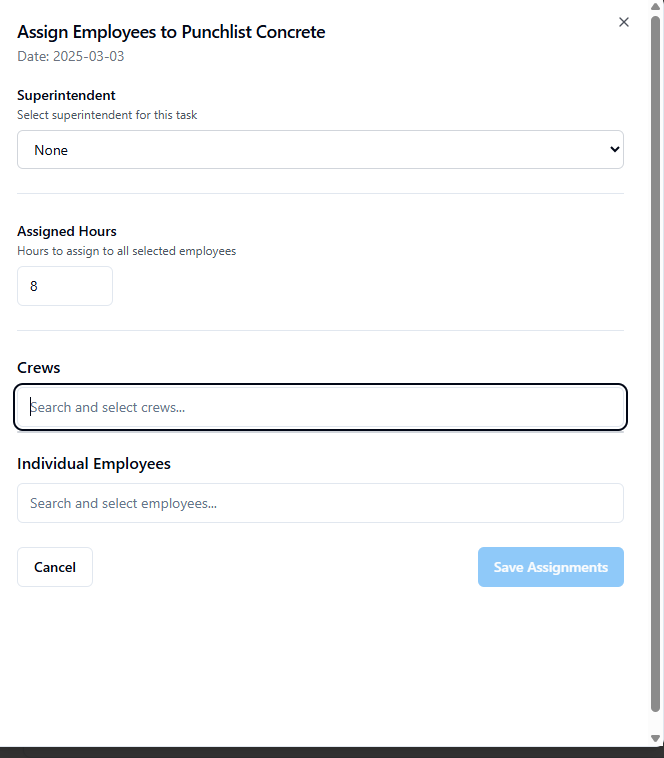 Assign Employees to Punchlist Concrete
Date: 2025-03-03
Superintendent
Select superintendent for this task
None
Assigned Hours
Hours to assign to all selected employees
8
Crews
Search and select crews...
Individual Employees
Search and select employees...
Cancel
Save Assignments